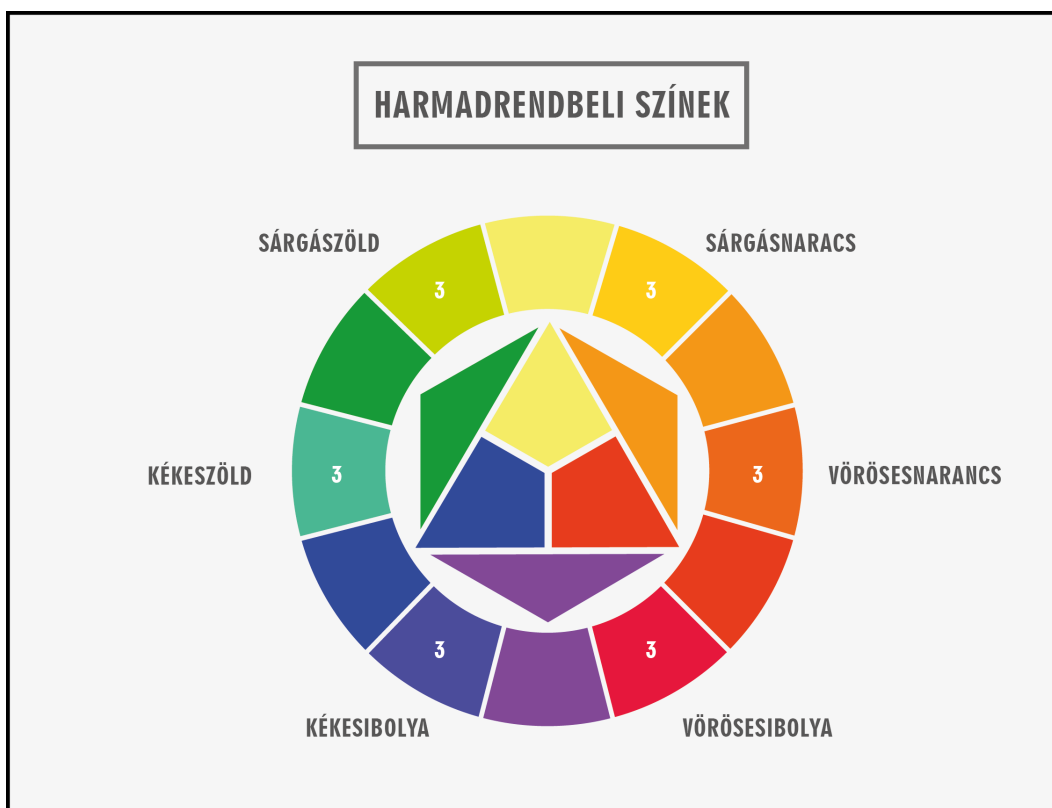 HARMADRENDBELI SZÍNEK
SÁRGÁSZÖLD
SÁRGÁSNARACS
3
3
KÉKESZÖLD
3
3
VÖRÖSESNARANCS
3
3
KÉKESIBOLYA
VÖRÖSESIBOLYA